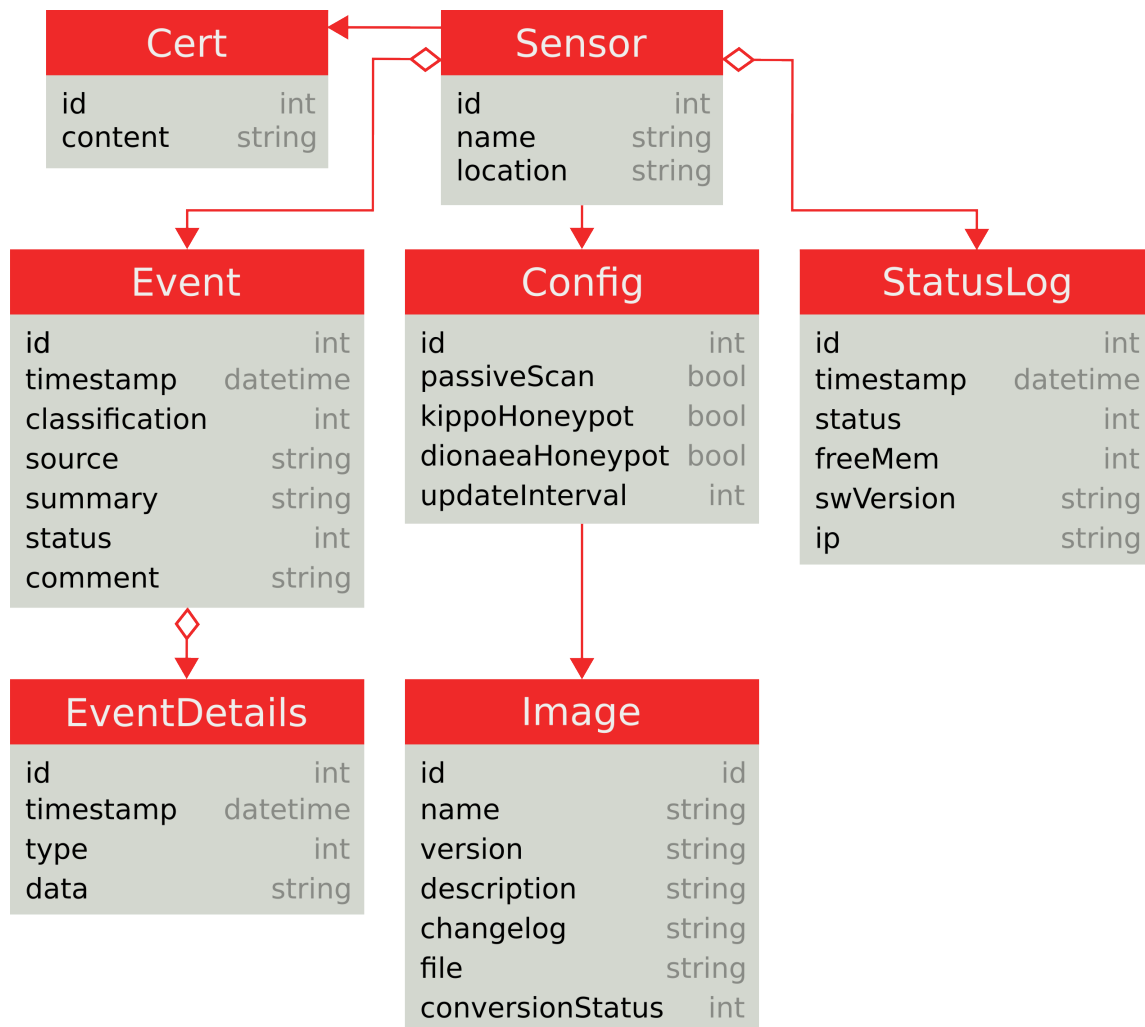 Cert
id int
content string
Sensor
id int
name string
location string
Event
id int
timestamp datetime
classification int
source string
summary string
status int
comment string
Config
id int
passiveScan bool
kippoHoneypot bool
dionaeaHoneypot bool
updateInterval int
StatusLog
id int
timestamp datetime
status int
freeMem int
swVersion string
ip string
EventDetails
id int
timestamp datetime
type int
data string
Image
id id
name string
version string
description string
changelog string
file string
conversionStatus int